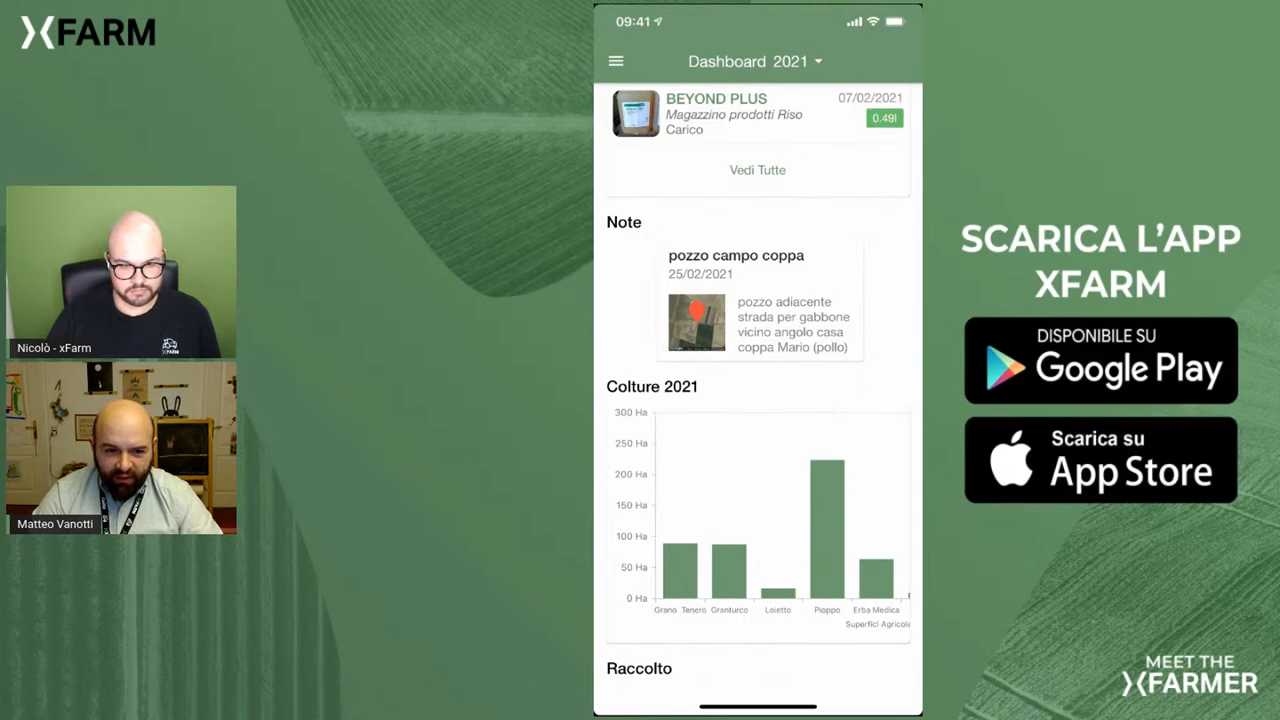 XFARM
Nicolò - xFarm
Matteo Vanotti
09:41
Dashboard 2021
BEYOND PLUS
07/02/2021
Magazzino prodotti Riso
0.49l
Carico
Vedi Tutte
Note
pozzo campo coppa
25/02/2021
pozzo adiacente
strada per gabbone
vicino angolo casa
coppa Mario (pollo)
Colture 2021
300 Ha
250 Ha
200 Ha
150 Ha
100 Ha
50 Ha
0 Ha
Grano Tenero Granturco Loietto Pioppo Erba Medica
Superfici Agricole
Raccolto
SCARICA L'APP
XFARM
DISPONIBILE SU
Google Play
Scarica su
App Store
MEET THE
XFARMER